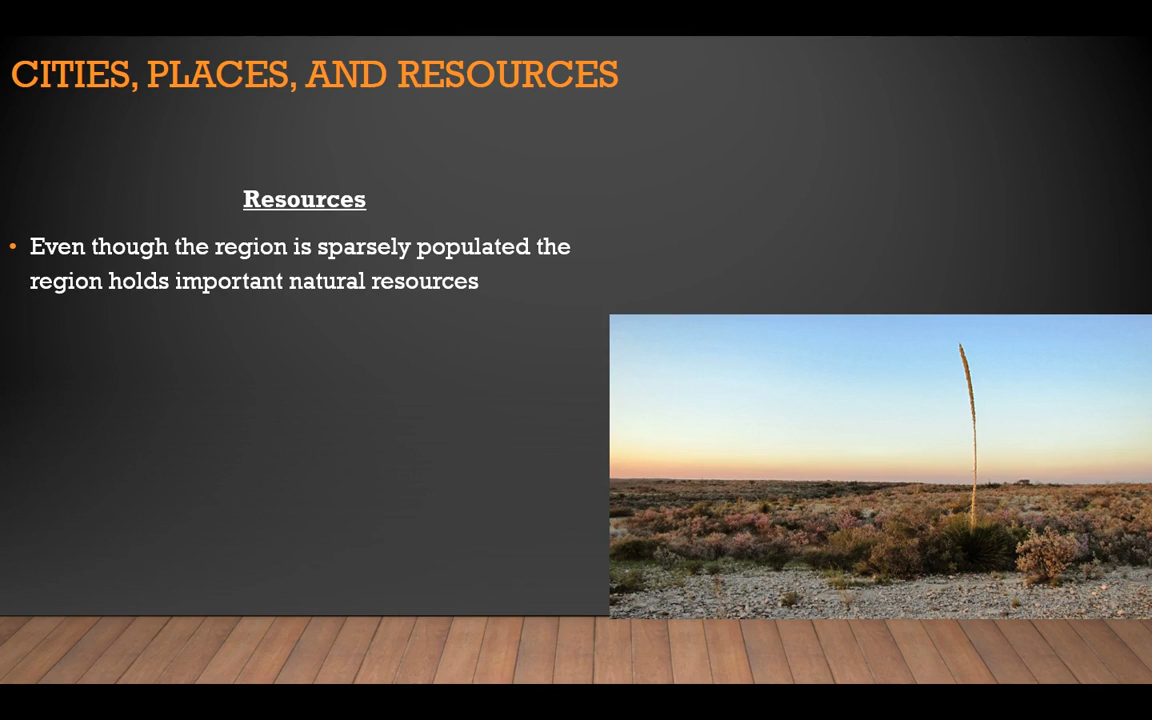 CITIES, PLACES, AND RESOURCES
Resources
• Even though the region is sparsely populated the
region holds important natural resources